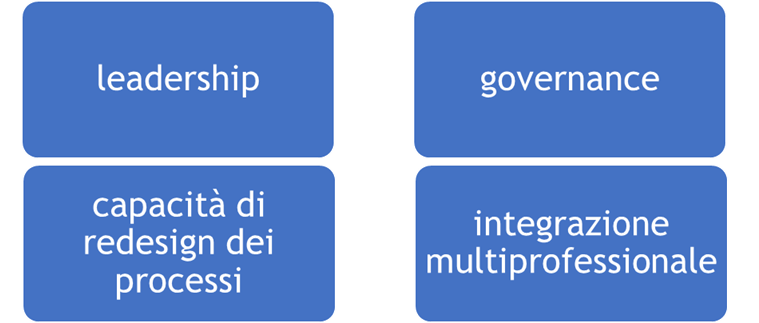 leadership
governance
capacità di
redesign dei
processi
integrazione
multiprofessionale